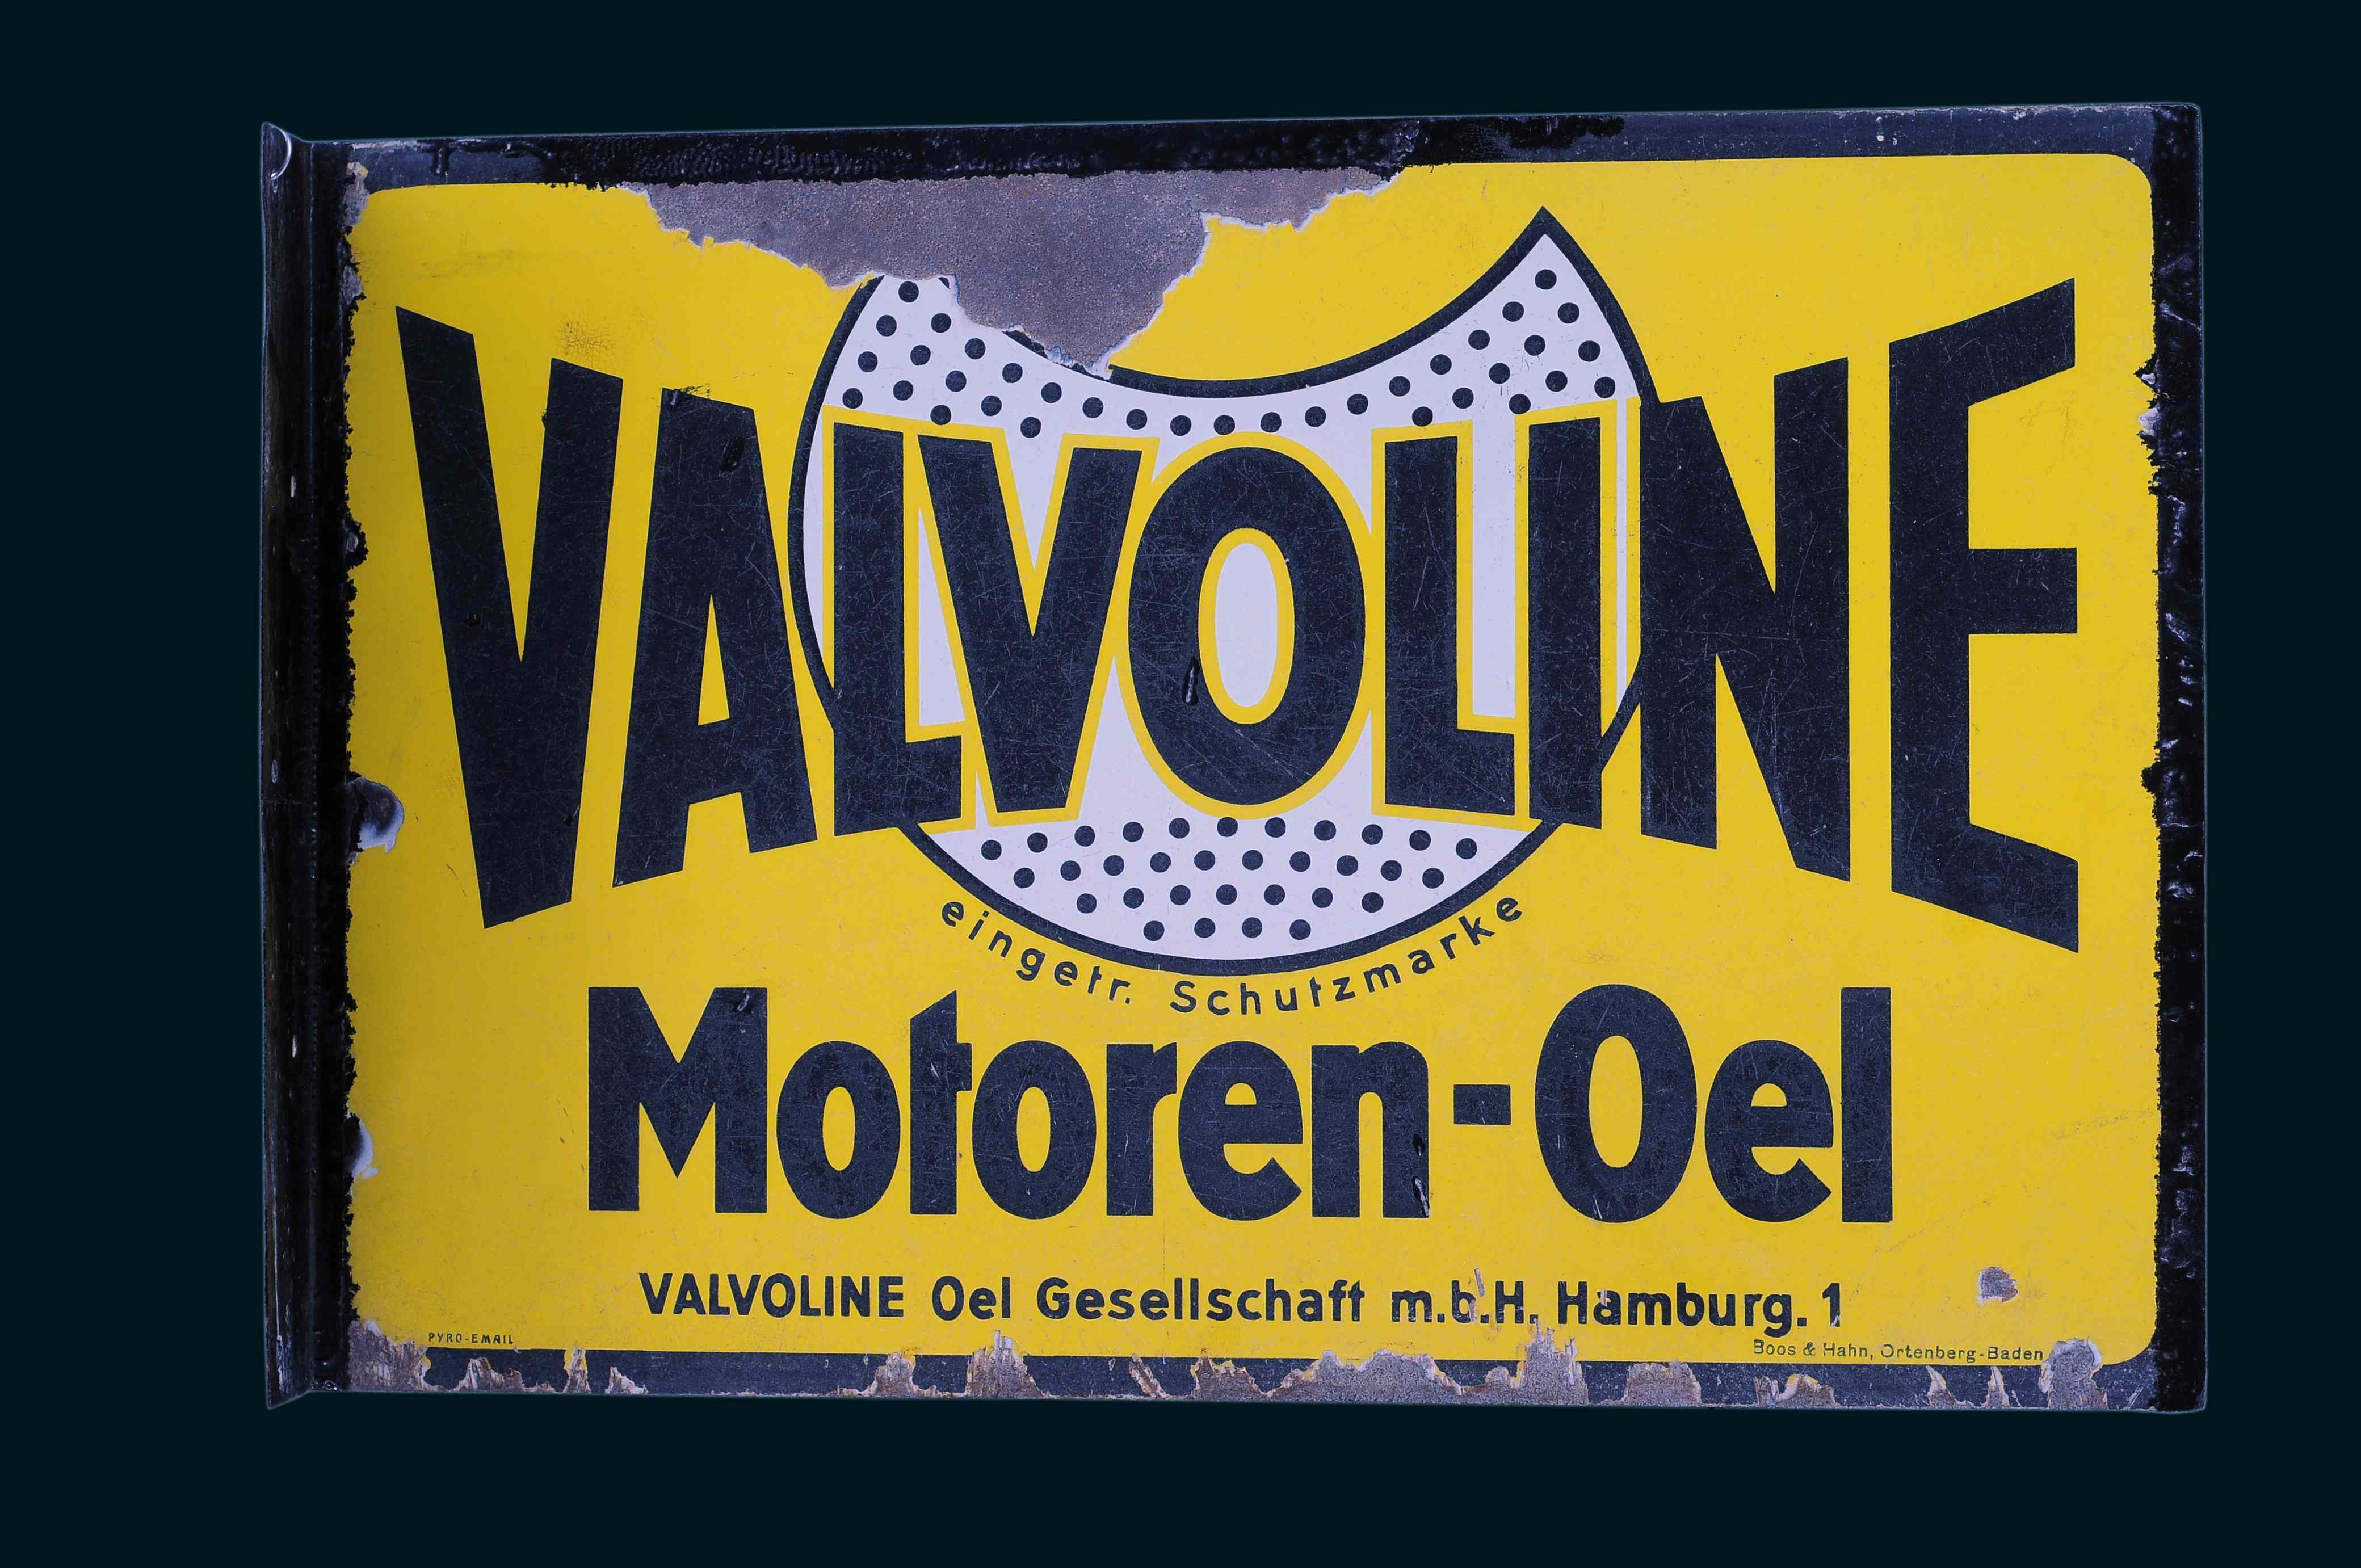 VALVOLINE
eingetr. Schutzmarke
Motoren-Oel
VALVOLINE Oel Gesellschaft m.b.H. Hamburg. 1
PYRO-EMAIL
Boos & Hahn, Ortenberg-Baden